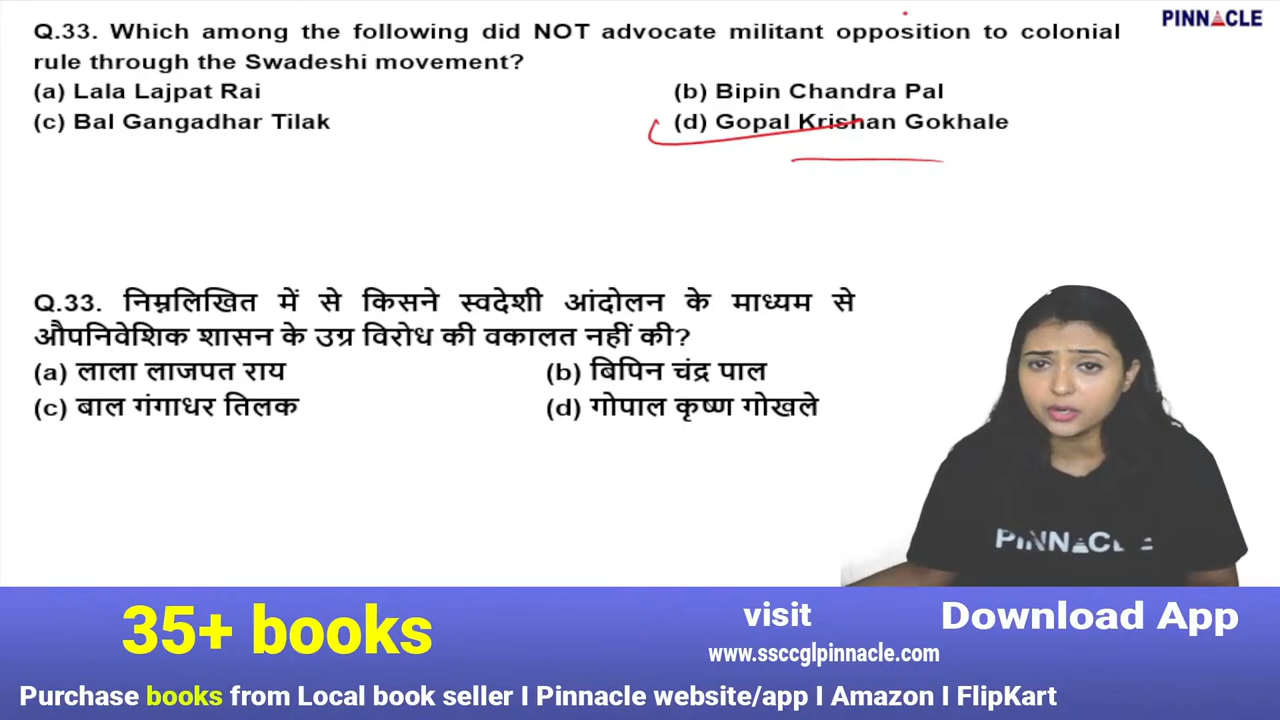 PINNACLE
Q.33. Which among the following did NOT advocate militant opposition to colonial
rule through the Swadeshi movement?
(a) Lala Lajpat Rai (b) Bipin Chandra Pal
(c) Bal Gangadhar Tilak (d) Gopal Krishan Gokhale
Q.33. निम्नलिखित में से किसने स्वदेशी आंदोलन के माध्यम से
औपनिवेशिक शासन के उग्र विरोध की वकालत नहीं की?
(a) लाला लाजपत राय (b) बिपिन चंद्र पाल
(c) बाल गंगाधर तिलक (d) गोपाल कृष्ण गोखले
PINNACLE
35+ books
visit
www.ssccglpinnacle.com
Download App
Purchase books from Local book seller I Pinnacle website/app I Amazon I FlipKart